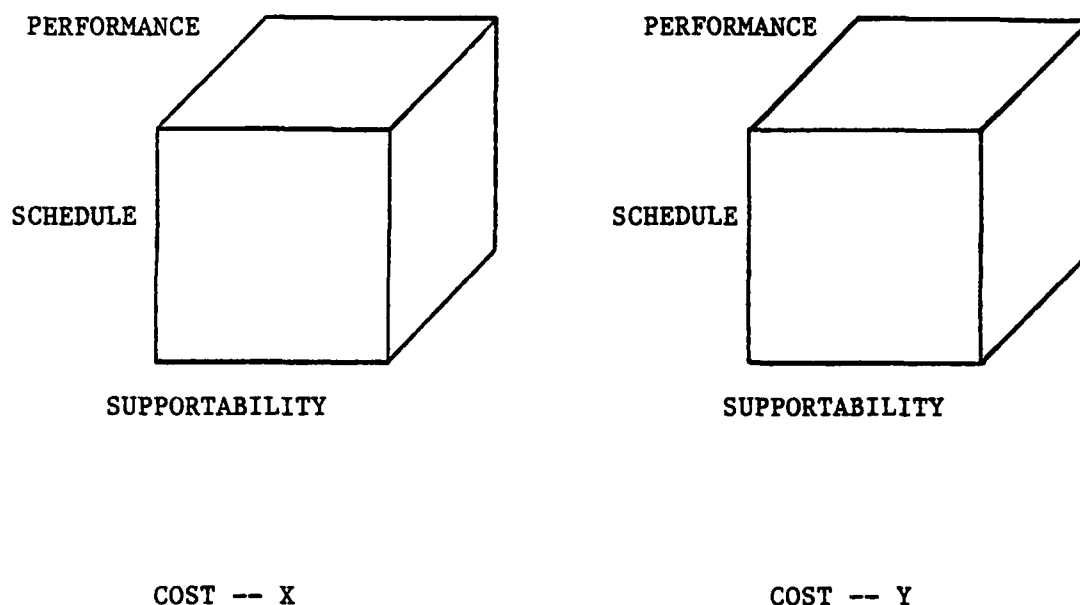 PERFORMANCE
SCHEDULE
SUPPORTABILITY
COST -- X
PERFORMANCE
SCHEDULE
SUPPORTABILITY
COST -- Y